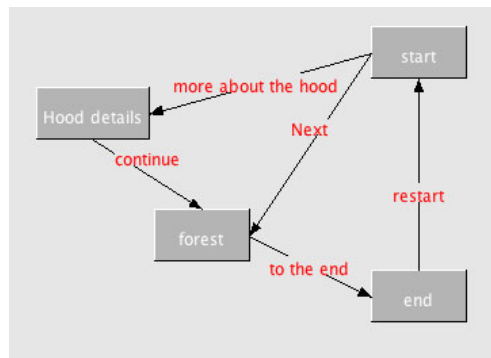 start
more about the hood
Hood details
Next
continue
restart
forest
to the end
end